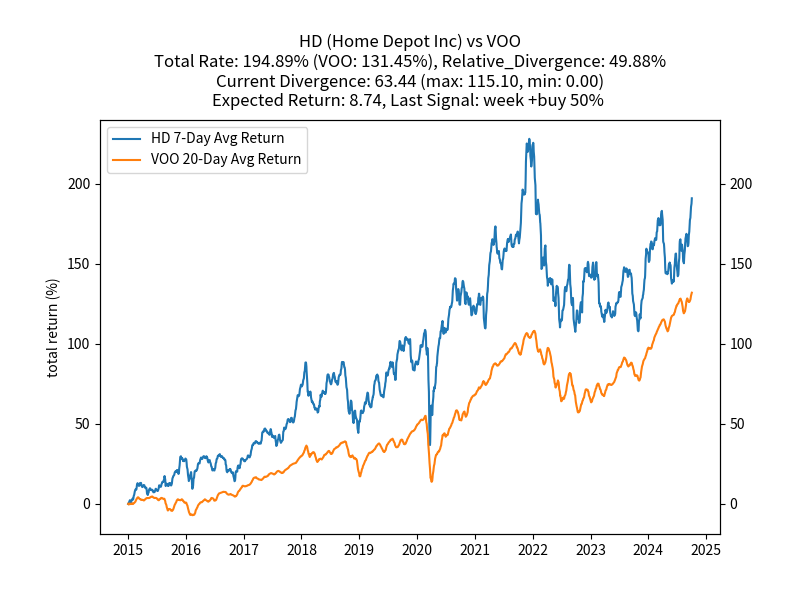 HD (Home Depot Inc) vs VOO
Total Rate: 194.89% (VOO: 131.45%), Relative_Divergence: 49.88%
Current Divergence: 63.44 (max: 115.10, min: 0.00)
Expected Return: 8.74, Last Signal: week +buy 50%
HD 7-Day Avg Return
VOO 20-Day Avg Return
total return (%)
200
150
100
50
0
200
150
100
50
0
2015 2016 2017 2018 2019 2020 2021 2022 2023 2024 2025